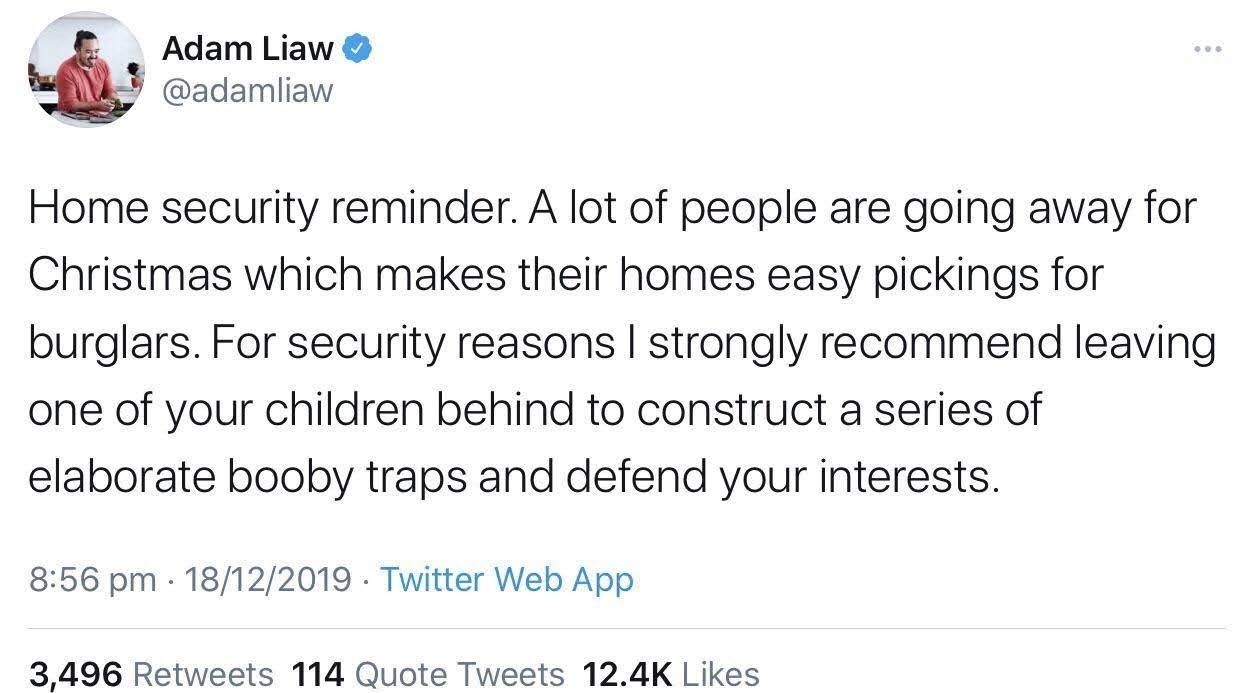 Adam Liaw
@adamliaw
Home security reminder. A lot of people are going away for
Christmas which makes their homes easy pickings for
burglars. For security reasons I strongly recommend leaving
one of your children behind to construct a series of
elaborate booby traps and defend your interests.
8:56 pm · 18/12/2019 · Twitter Web App
3,496 Retweets 114 Quote Tweets 12.4K Likes